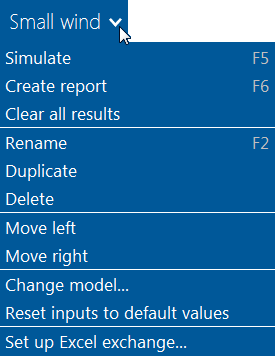 Small wind
Simulate F5
Create report F6
Clear all results
Rename F2
Duplicate
Delete
Move left
Move right
Change model...
Reset inputs to default values
Set up Excel exchange...